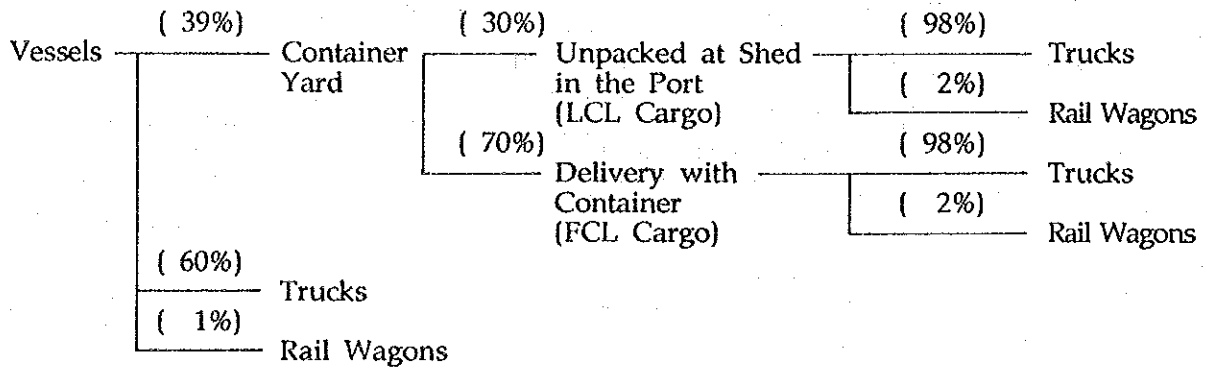 ( 39%) ( 30%) ( 98%)
Vessels Container Unpacked at Shed Trucks
Yard in the Port ( 2%)
(LCL Cargo) Rail Wagons
( 70%) ( 98%)
Delivery with Trucks
Container ( 2%)
(FCL Cargo) Rail Wagons
( 60%)
Trucks
( 1%)
Rail Wagons